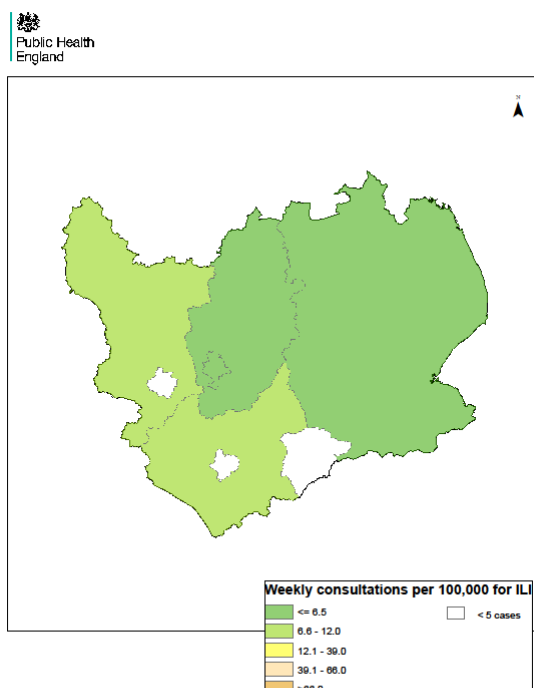 Public Health
England
N
Weekly consultations per 100,000 for ILI
<= 6.5
< 5 cases
6.6 - 12.0
12.1 - 39.0
39.1 - 66.0